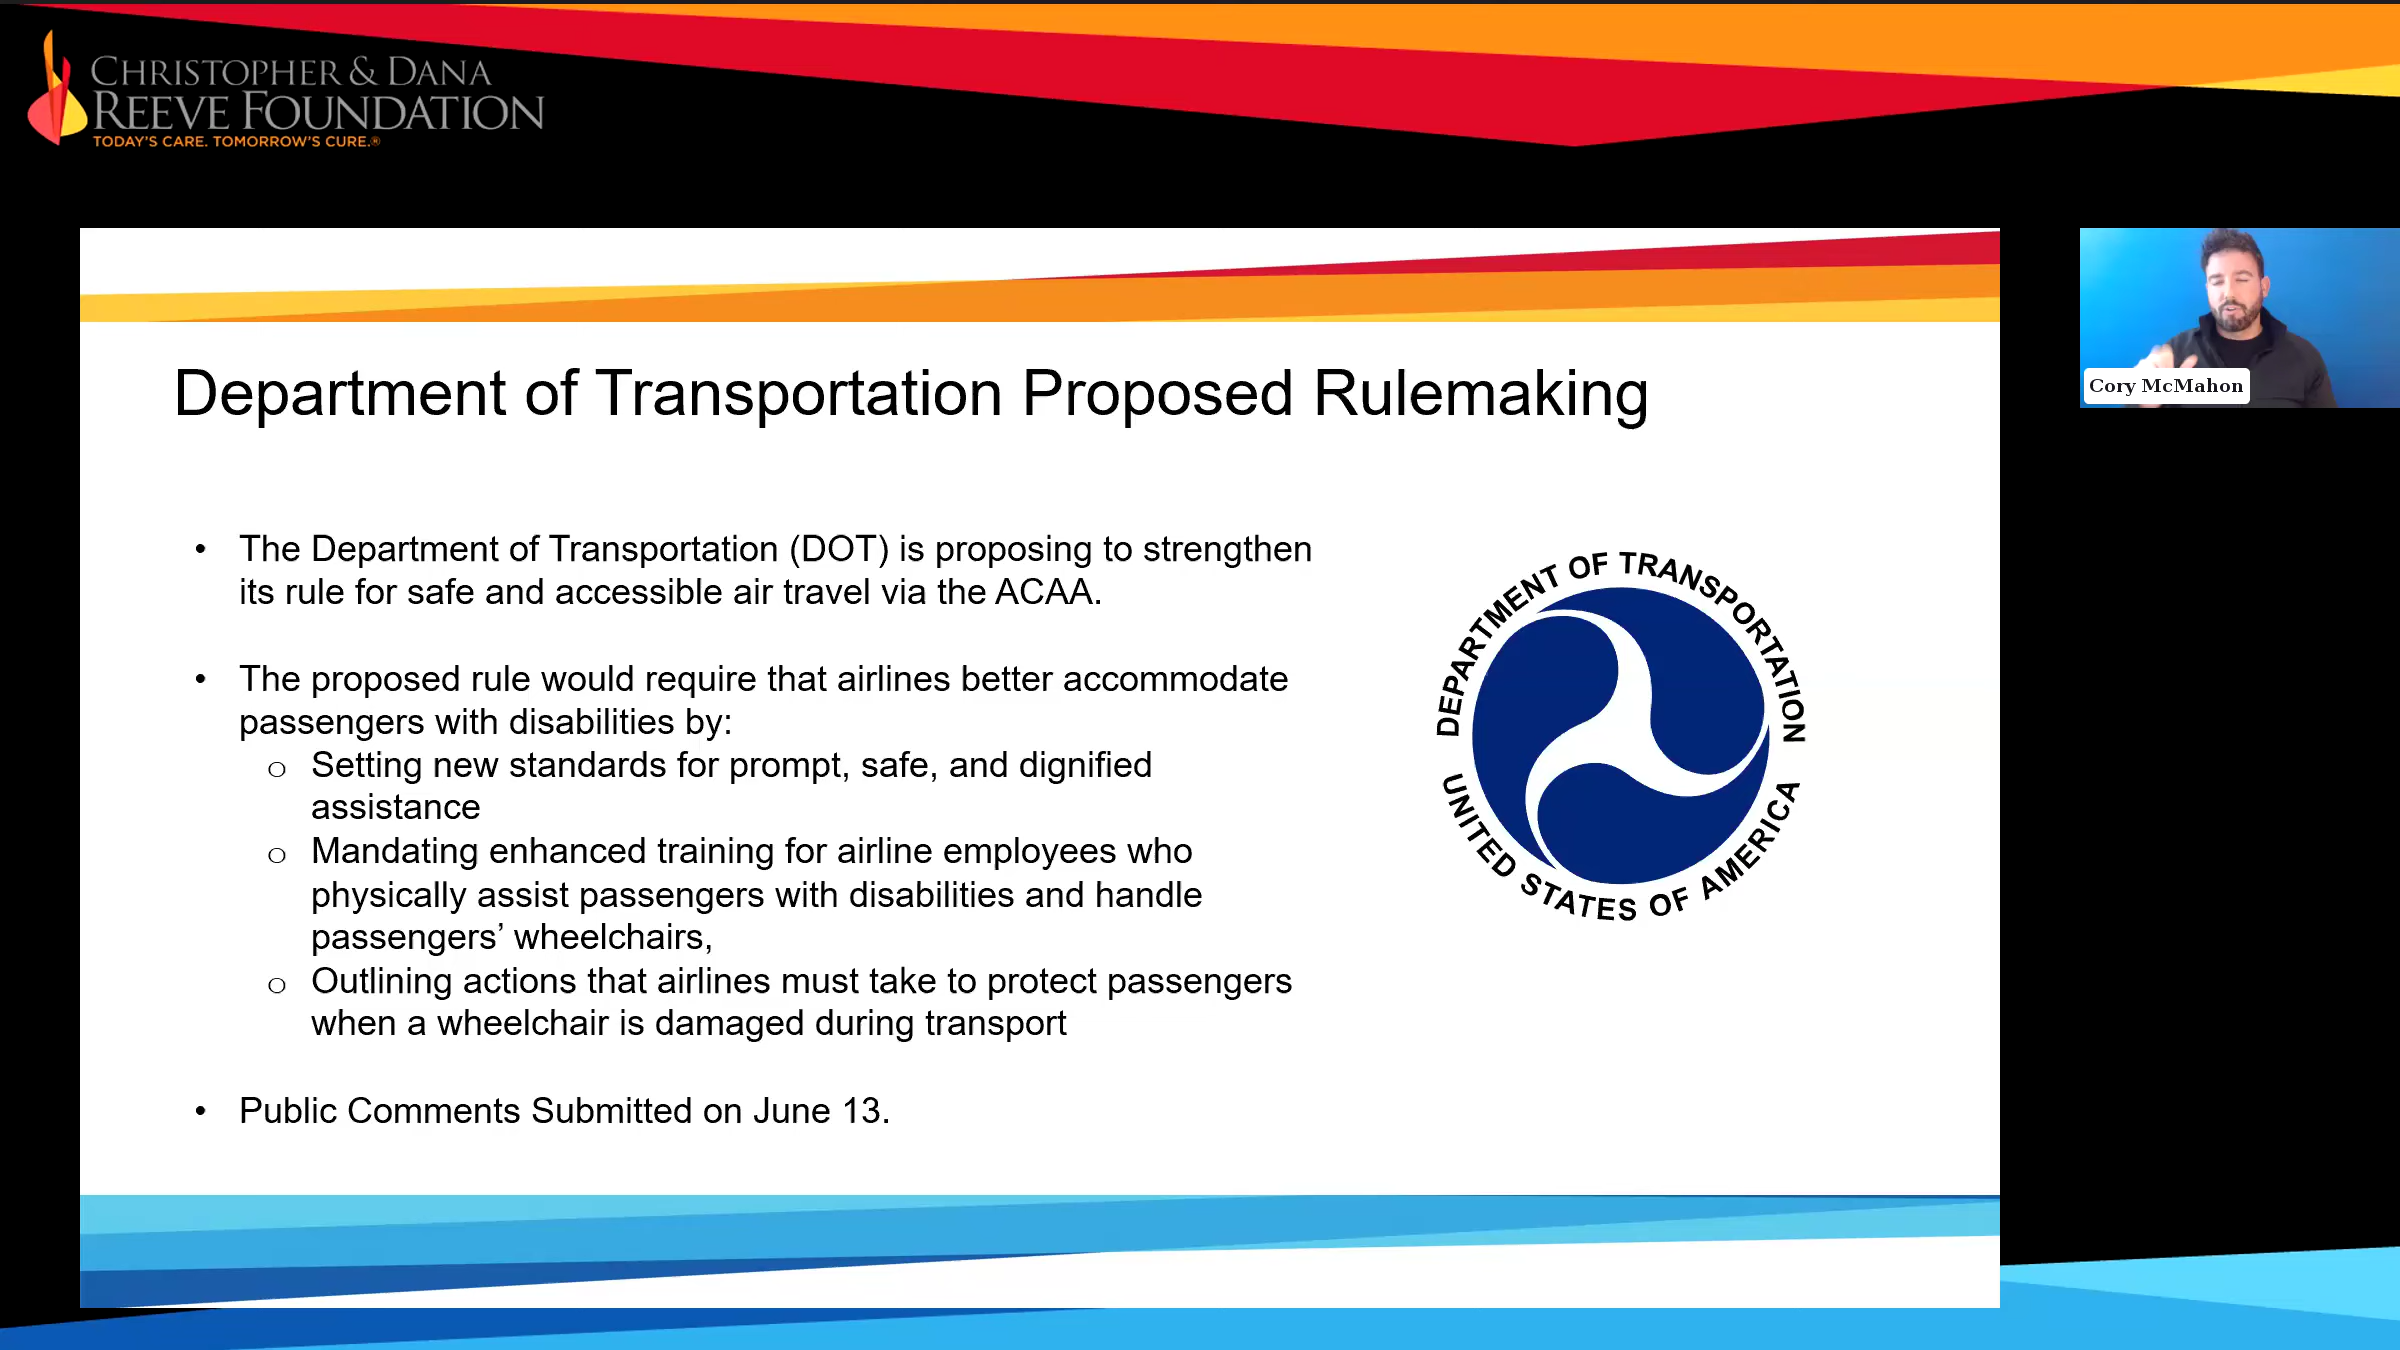 CHRISTOPHER & DANA
REEVE FOUNDATION
TODAY'S CARE. TOMORROW'S CURE.®
Department of Transportation Proposed Rulemaking
• The Department of Transportation (DOT) is proposing to strengthen
its rule for safe and accessible air travel via the ACAA.
• The proposed rule would require that airlines better accommodate
passengers with disabilities by:
o Setting new standards for prompt, safe, and dignified
assistance
o Mandating enhanced training for airline employees who
physically assist passengers with disabilities and handle
passengers’ wheelchairs,
o Outlining actions that airlines must take to protect passengers
when a wheelchair is damaged during transport
• Public Comments Submitted on June 13.
DEPARTMENT OF TRANSPORTATION
UNITED STATES OF AMERICA
Cory McMahon